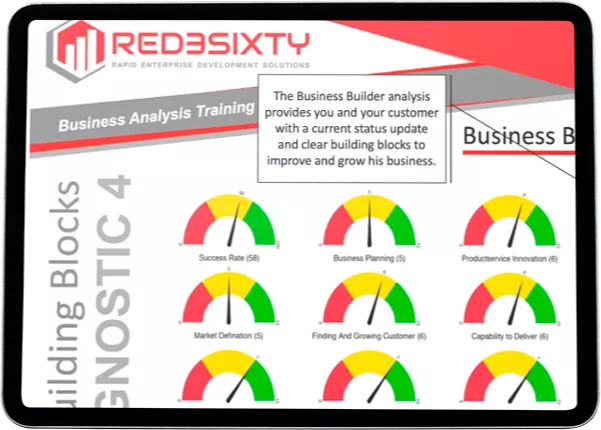 RED3SIXTY
RAPID ENTERPRISE DEVELOPMENT SOLUTIONS
Business Analysis Training
The Business Builder analysis
provides you and your customer
with a current status update
and clear building blocks to
improve and grow his business.
Business B
uilding Blocks
GNOSTIC 4
Success Rate (58)
Business Planning (5)
Productservice Innovation (6)
Market Defination (5)
Finding And Growing Customer (6)
Capability to Deliver (6)